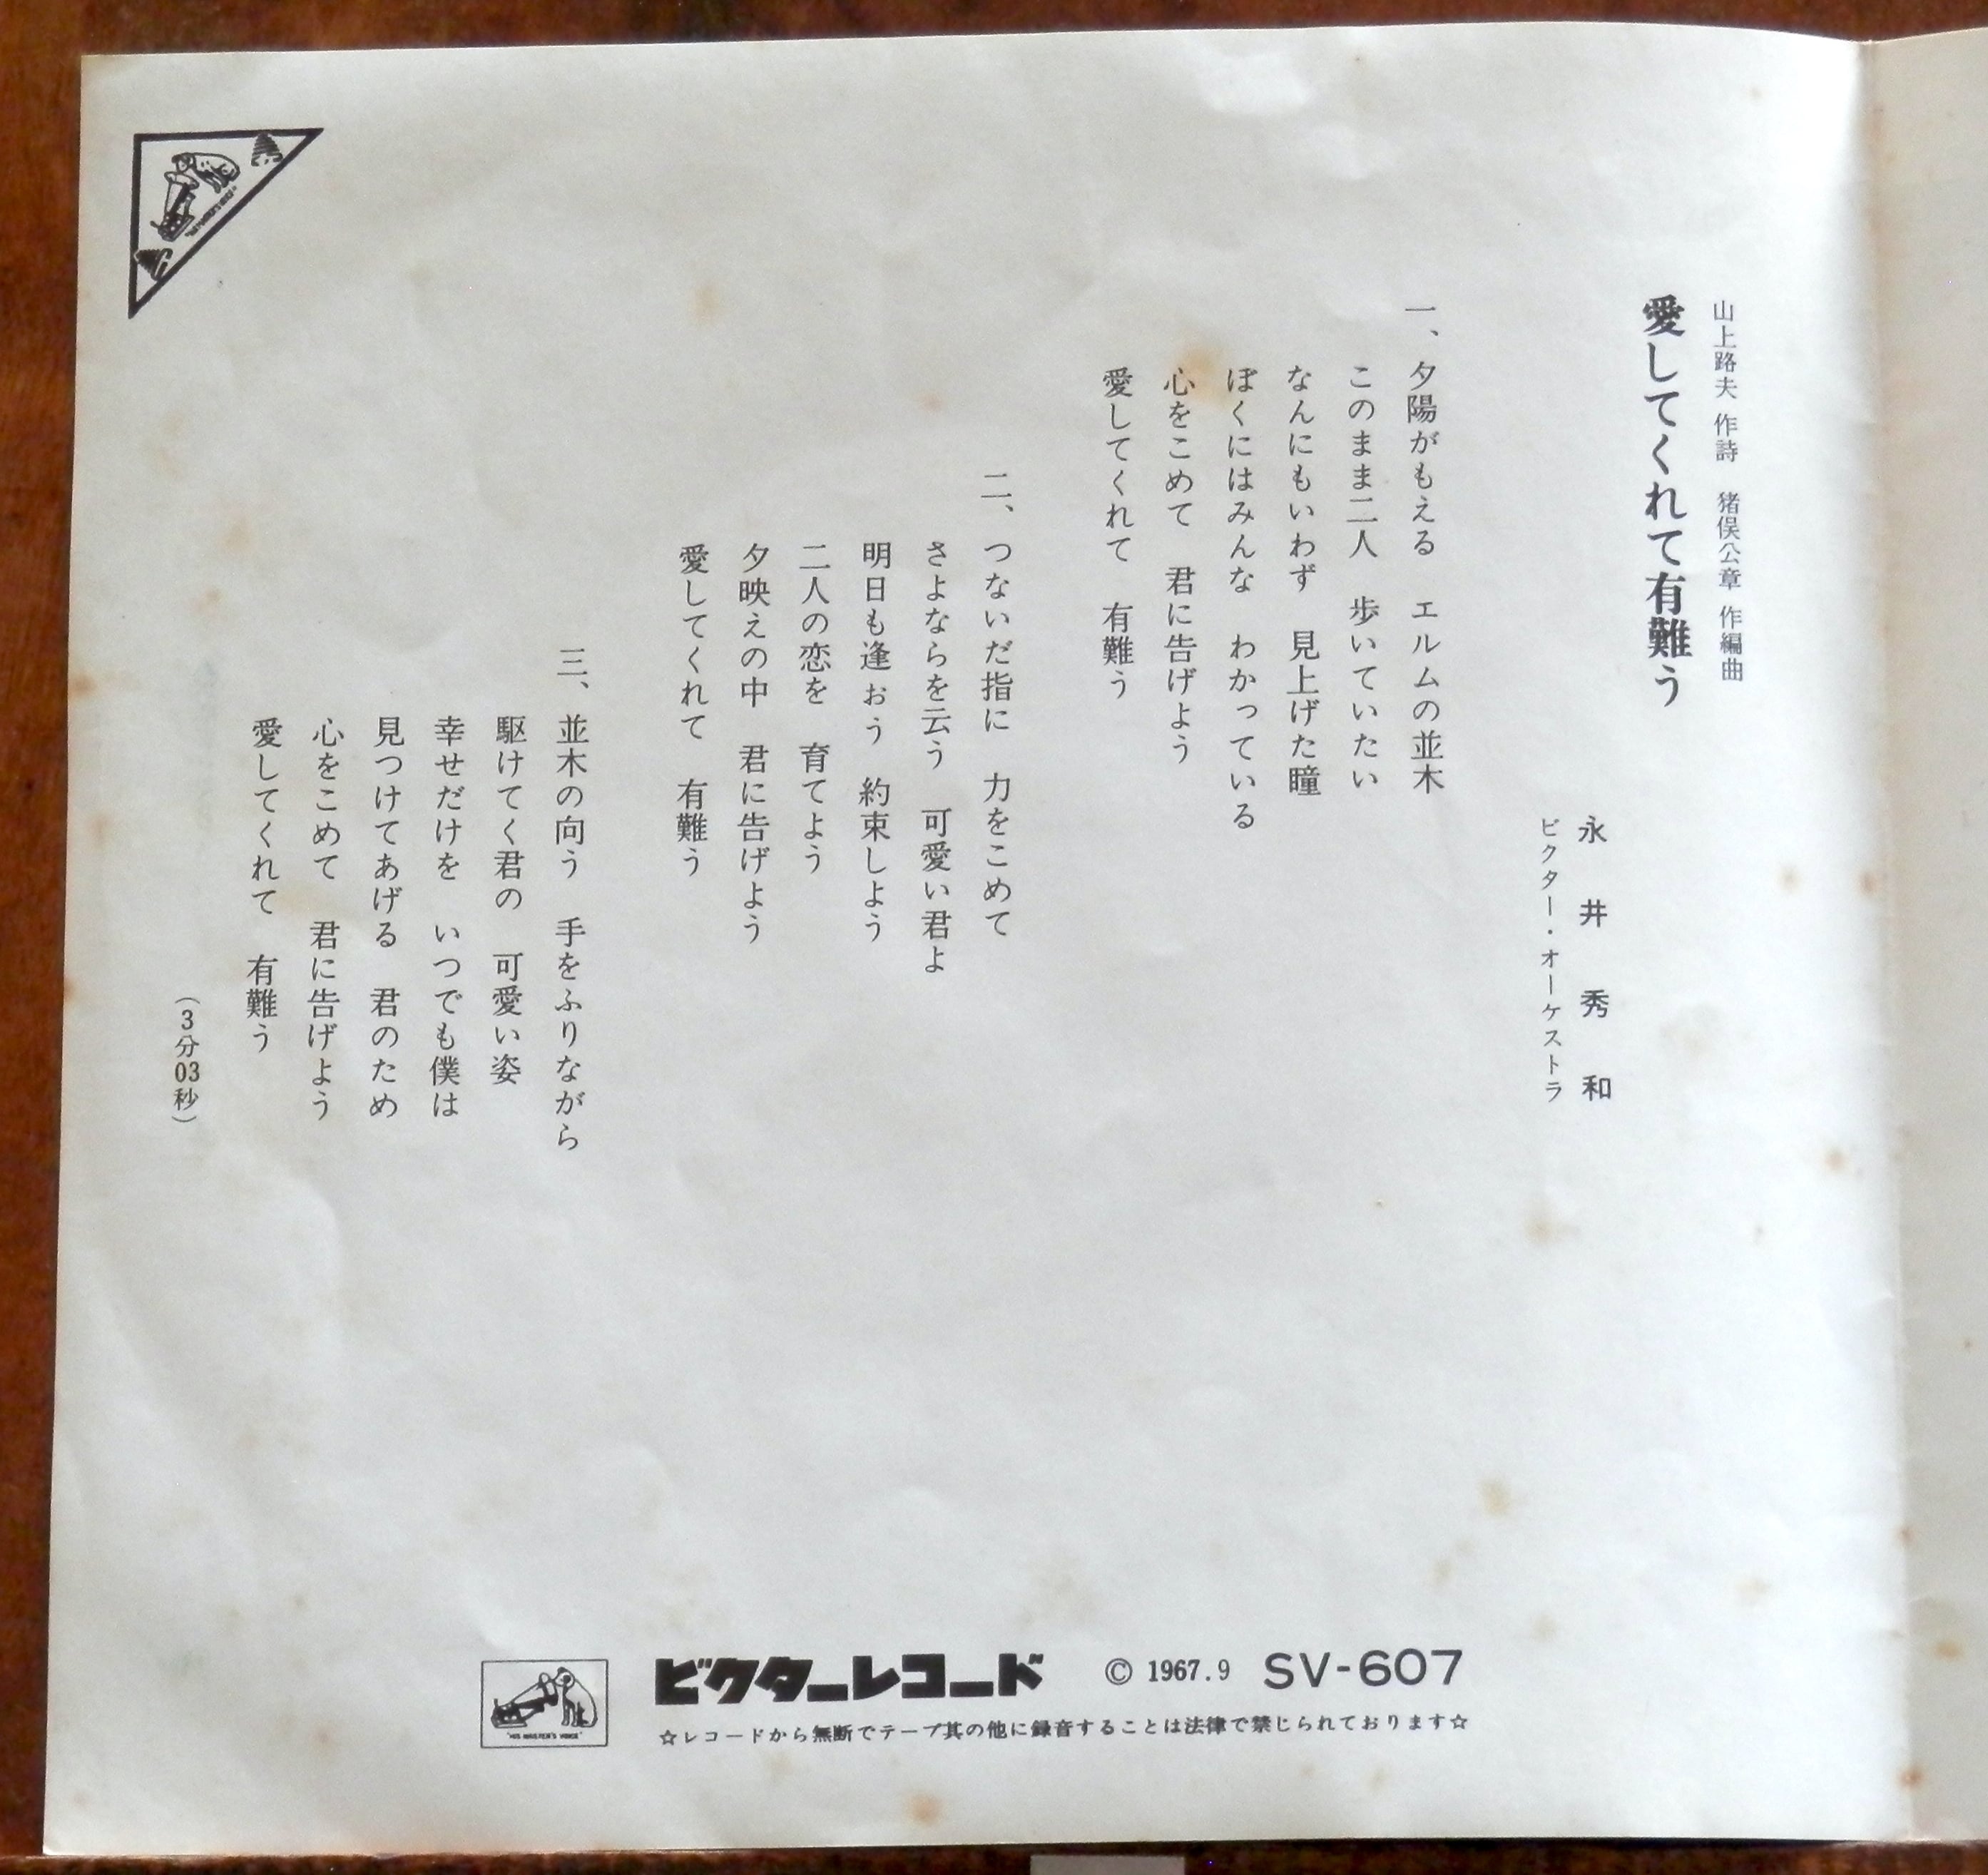 山上路夫 作詩　猪俣公章 作編曲
愛してくれて有難う
永井秀和
ビクター・オーケストラ
一、夕陽がもえる　エルムの並木
このまま二人　歩いていたい
なんにもいわず　見上げた瞳
ぼくにはみんな　わかっている
心をこめて　君に告げよう
愛してくれて　有難う
二、つないだ指に　力をこめて
さよならを云う　可愛い君よ
明日も逢ぉう　約束しよう
二人の恋を　育てよう
夕映えの中　君に告げよう
愛してくれて　有難う
三、並木の向う　手をふりながら
駆けてく君の　可愛い姿
幸せだけを　いつでも僕は
見つけてあげる　君のため
心をこめて　君に告げよう
愛してくれて　有難う
（3分03秒）
ビクターレコード　© 1967.9　SV-607
☆レコードから無断でテープ其の他に録音することは法律で禁じられております☆
"HIS MASTER'S VOICE"